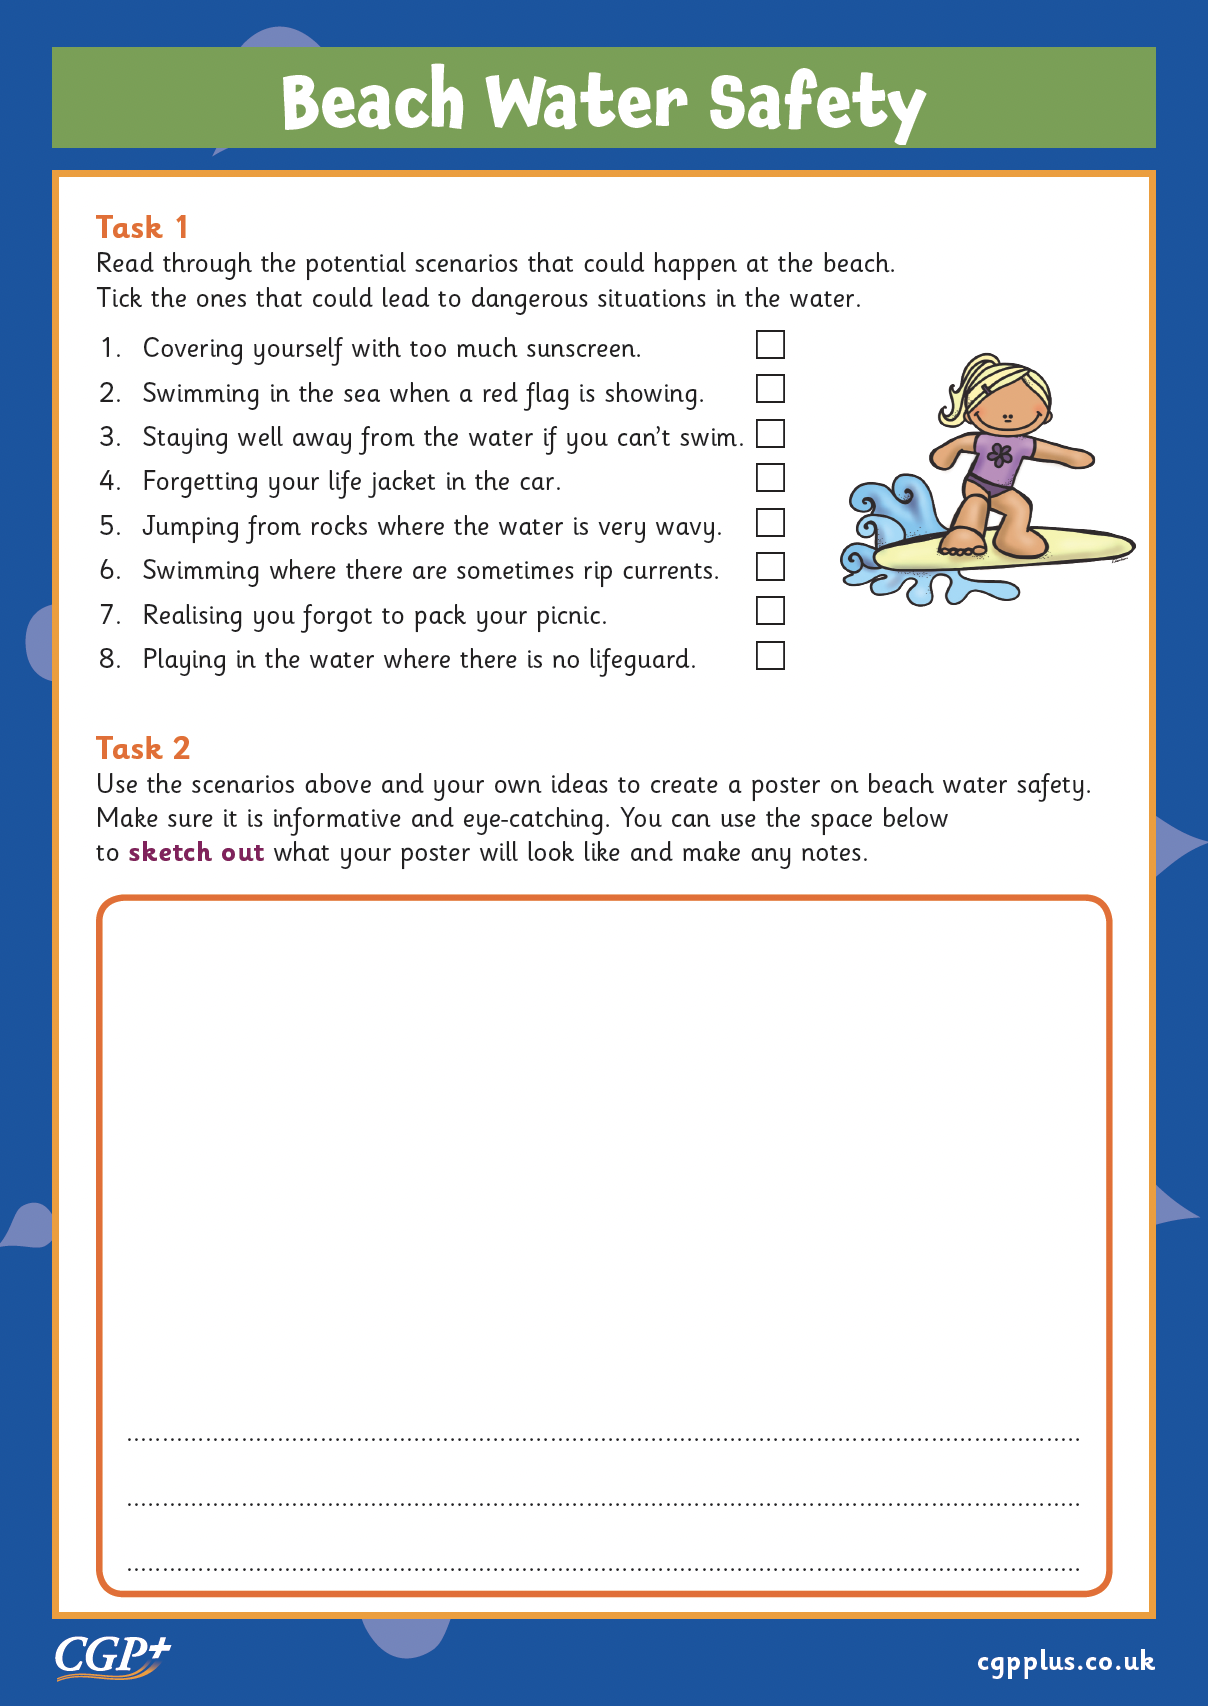 Beach Water Safety
Task 1
Read through the potential scenarios that could happen at the beach.
Tick the ones that could lead to dangerous situations in the water.
1. Covering yourself with too much sunscreen.
2. Swimming in the sea when a red flag is showing.
3. Staying well away from the water if you can't swim.
4. Forgetting your life jacket in the car.
5. Jumping from rocks where the water is very wavy.
6. Swimming where there are sometimes rip currents.
7. Realising you forgot to pack your picnic.
8. Playing in the water where there is no lifeguard.
Task 2
Use the scenarios above and your own ideas to create a poster on beach water safety.
Make sure it is informative and eye-catching. You can use the space below
to sketch out what your poster will look like and make any notes.
CGP+
cgpplus.co.uk